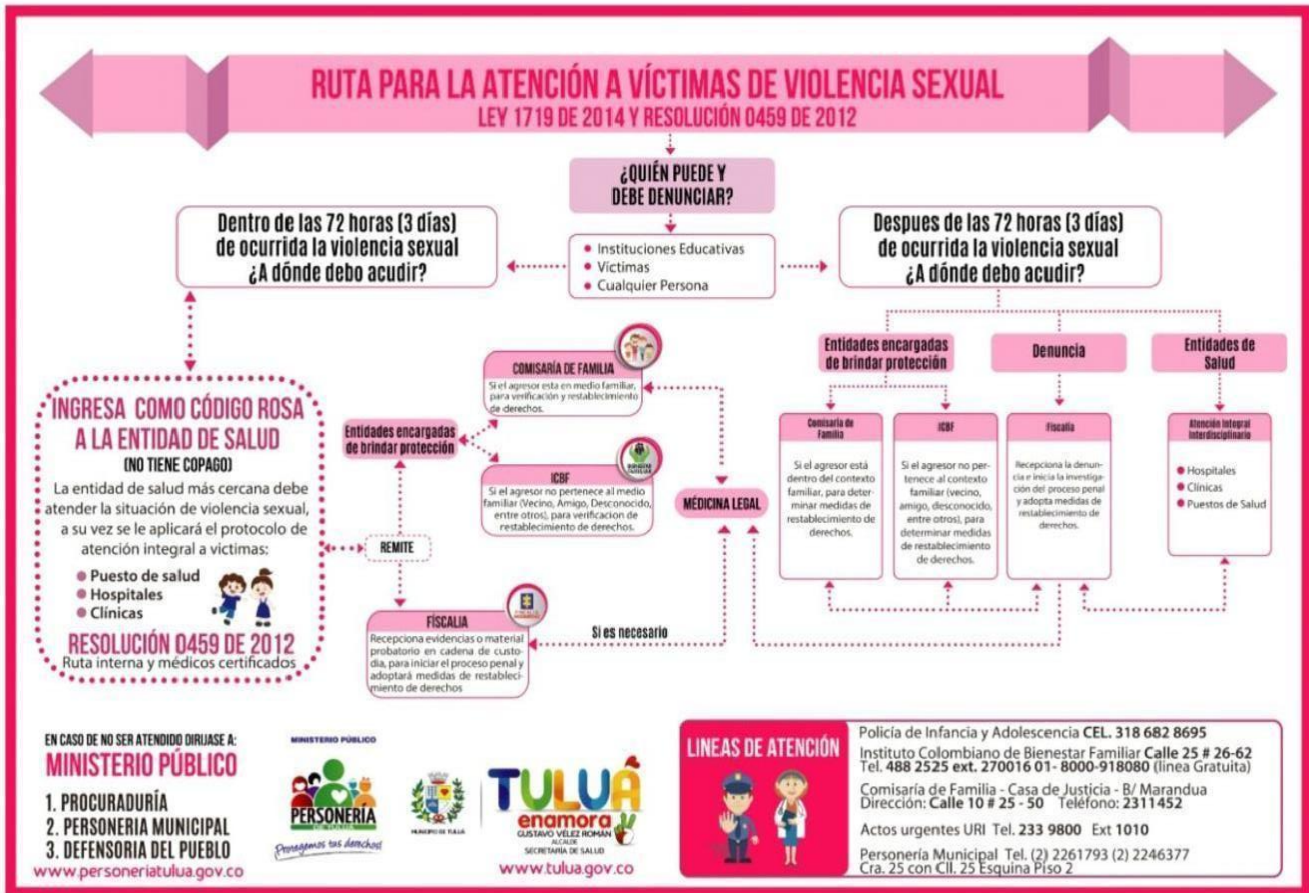 RUTA PARA LA ATENCIÓN A VÍCTIMAS DE VIOLENCIA SEXUAL
LEY 1719 DE 2014 Y RESOLUCIÓN 0459 DE 2012
¿QUIÉN PUEDE Y
DEBE DENUNCIAR?
Instituciones Educativas
Víctimas
Cualquier Persona
Dentro de las 72 horas (3 días)
de ocurrida la violencia sexual
¿A dónde debo acudir?
Despues de las 72 horas (3 días)
de ocurrida la violencia sexual
¿A dónde debo acudir?
INGRESA COMO CÓDIGO ROSA
A LA ENTIDAD DE SALUD
(NO TIENE COPAGO)
La entidad de salud más cercana debe
atender la situación de violencia sexual,
a su vez se le aplicará el protocolo de
atención integral a victimas:
Puesto de salud
Hospitales
Clínicas
RESOLUCIÓN 0459 DE 2012
Ruta interna y médicos certificados
REMITE
Entidades encargadas
de brindar protección
COMISARÍA DE FAMILIA
Si el agresor esta en medio familiar,
para verificación y restablecimiento
de derechos.
ICBF
Si el agresor no pertenece al medio
familiar (Vecino, Amigo, Desconocido,
entre otros), para verificacion de
restablecimiento de derechos.
FÍSCALIA
Recepciona evidencias o material
probatorio en cadena de custo-
dia, para iniciar el proceso penal y
adoptará medidas de restableci-
miento de derechos
Si es necesario
MÉDICINA LEGAL
Entidades encargadas
de brindar protección
Denuncia
Entidades de
Salud
Comisaría de
Familia
Si el agresor está
dentro del contexto
familiar, para deter-
minar medidas de
restablecimiento de
derechos.
ICBF
Si el agresor no per-
tenece al contexto
familiar (vecino,
amigo, desconocido,
entre otros), para
determinar medidas
de restablecimiento
de derechos.
Fiscalía
Recepciona la denun-
cia e inicia la investiga-
ción del proceso penal
y adopta medidas de
restablecimiento de
derechos.
Atención Integral
Interdisciplinario
Hospitales
Clínicas
Puestos de Salud
EN CASO DE NO SER ATENDIDO DIRIJASE A:
MINISTERIO PÚBLICO
1. PROCURADURÍA
2. PERSONERIA MUNICIPAL
3. DEFENSORIA DEL PUEBLO
www.personeriatulua.gov.co
MINISTERIO PÚBLICO
PERSONERÍA
DE TULUÁ
¡Protegemos tus derechos!
MUNICIPIO DE TULUÁ
TULUÁ
enamora
GUSTAVO VÉLEZ ROMÁN
ALCALDE
SECRETARÍA DE SALUD
www.tulua.gov.co
LINEAS DE ATENCIÓN
Policía de Infancia y Adolescencia CEL. 318 682 8695
Instituto Colombiano de Bienestar Familiar Calle 25 # 26-62
Tel. 488 2525 ext. 270016 01- 8000-918080 (linea Gratuita)
Comisaría de Familia - Casa de Justicia - B/ Marandua
Dirección: Calle 10 # 25 - 50 Teléfono: 2311452
Actos urgentes URI Tel. 233 9800 Ext 1010
Personería Municipal Tel. (2) 2261793 (2) 2246377
Cra. 25 con Cll. 25 Esquina Piso 2